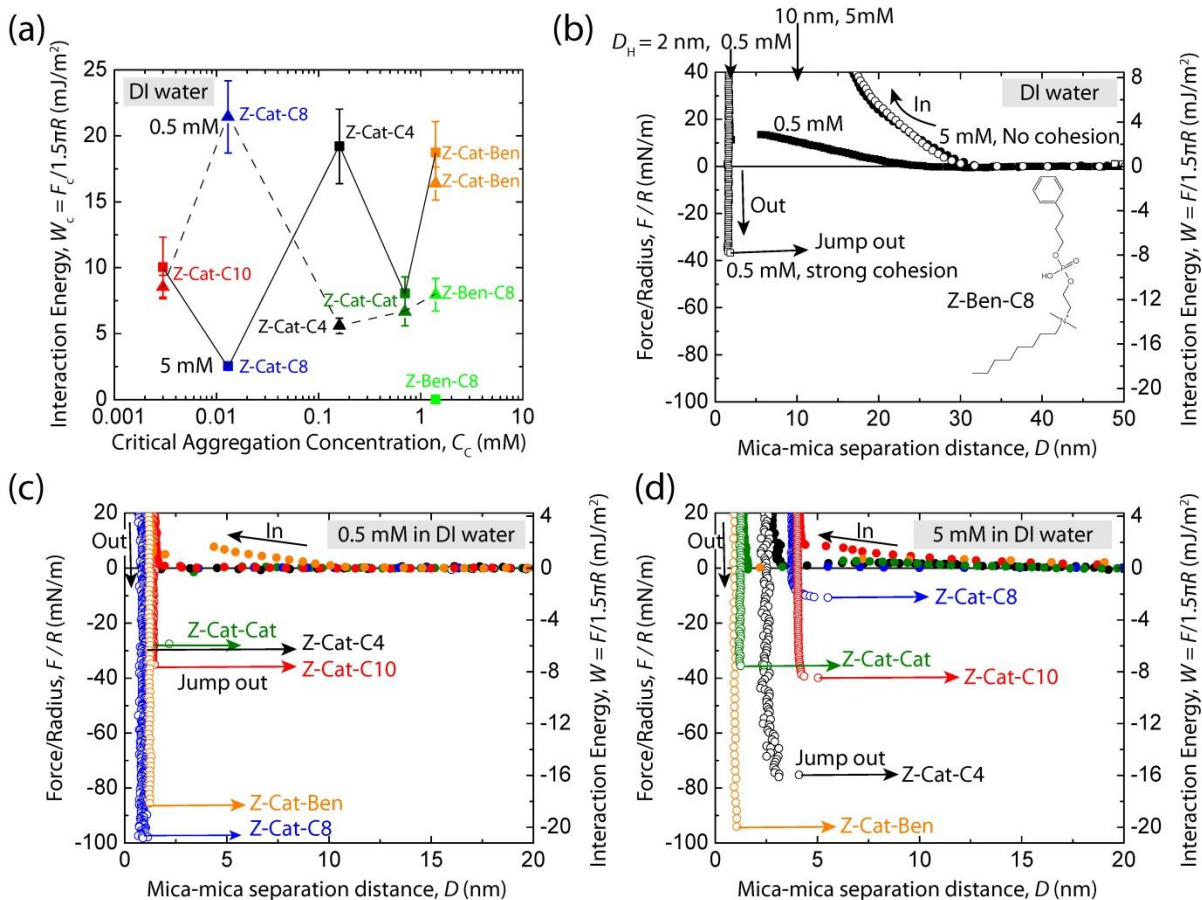 (a)
DI water
0.5 mM
Z-Cat-C8
Z-Cat-C4
Z-Cat-Ben
Z-Cat-Ben
Z-Cat-C10
Z-Cat-Cat
Z-Cat-C4
Z-Ben-C8
5 mM
Z-Cat-C8
Z-Ben-C8
25
20
15
10
5
0
0.001
0.01
0.1
1
10
Interaction Energy, Wc = Fc/1.5πR (mJ/m²)
Critical Aggregation Concentration, CC (mM)
(b)
10 nm, 5mM
DH = 2 nm, 0.5 mM
DI water
In
0.5 mM
5 mM, No cohesion
Out
Jump out
0.5 mM, strong cohesion
Z-Ben-C8
O
P
O
HO
O
N+
40
20
0
-20
-40
-60
-80
-100
8
4
0
-4
-8
-12
-16
-20
0
10
20
30
40
50
Force/Radius, F / R (mN/m)
Interaction Energy, W = F/1.5πR (mJ/m²)
Mica-mica separation distance, D (nm)
(c)
Out
In
0.5 mM in DI water
Z-Cat-Cat
Z-Cat-C4
Z-Cat-C10
Jump out
Z-Cat-Ben
Z-Cat-C8
20
0
-20
-40
-60
-80
-100
4
0
-4
-8
-12
-16
-20
0
5
10
15
20
Force/Radius, F / R (mN/m)
Interaction Energy, W = F/1.5πR (mJ/m²)
Mica-mica separation distance, D (nm)
(d)
Out
In
5 mM in DI water
Z-Cat-C8
Z-Cat-Cat
Z-Cat-C10
Jump out
Z-Cat-C4
Z-Cat-Ben
20
0
-20
-40
-60
-80
-100
4
0
-4
-8
-12
-16
-20
0
5
10
15
20
Force/Radius, F / R (mN/m)
Interaction Energy, W = F/1.5πR (mJ/m²)
Mica-mica separation distance, D (nm)